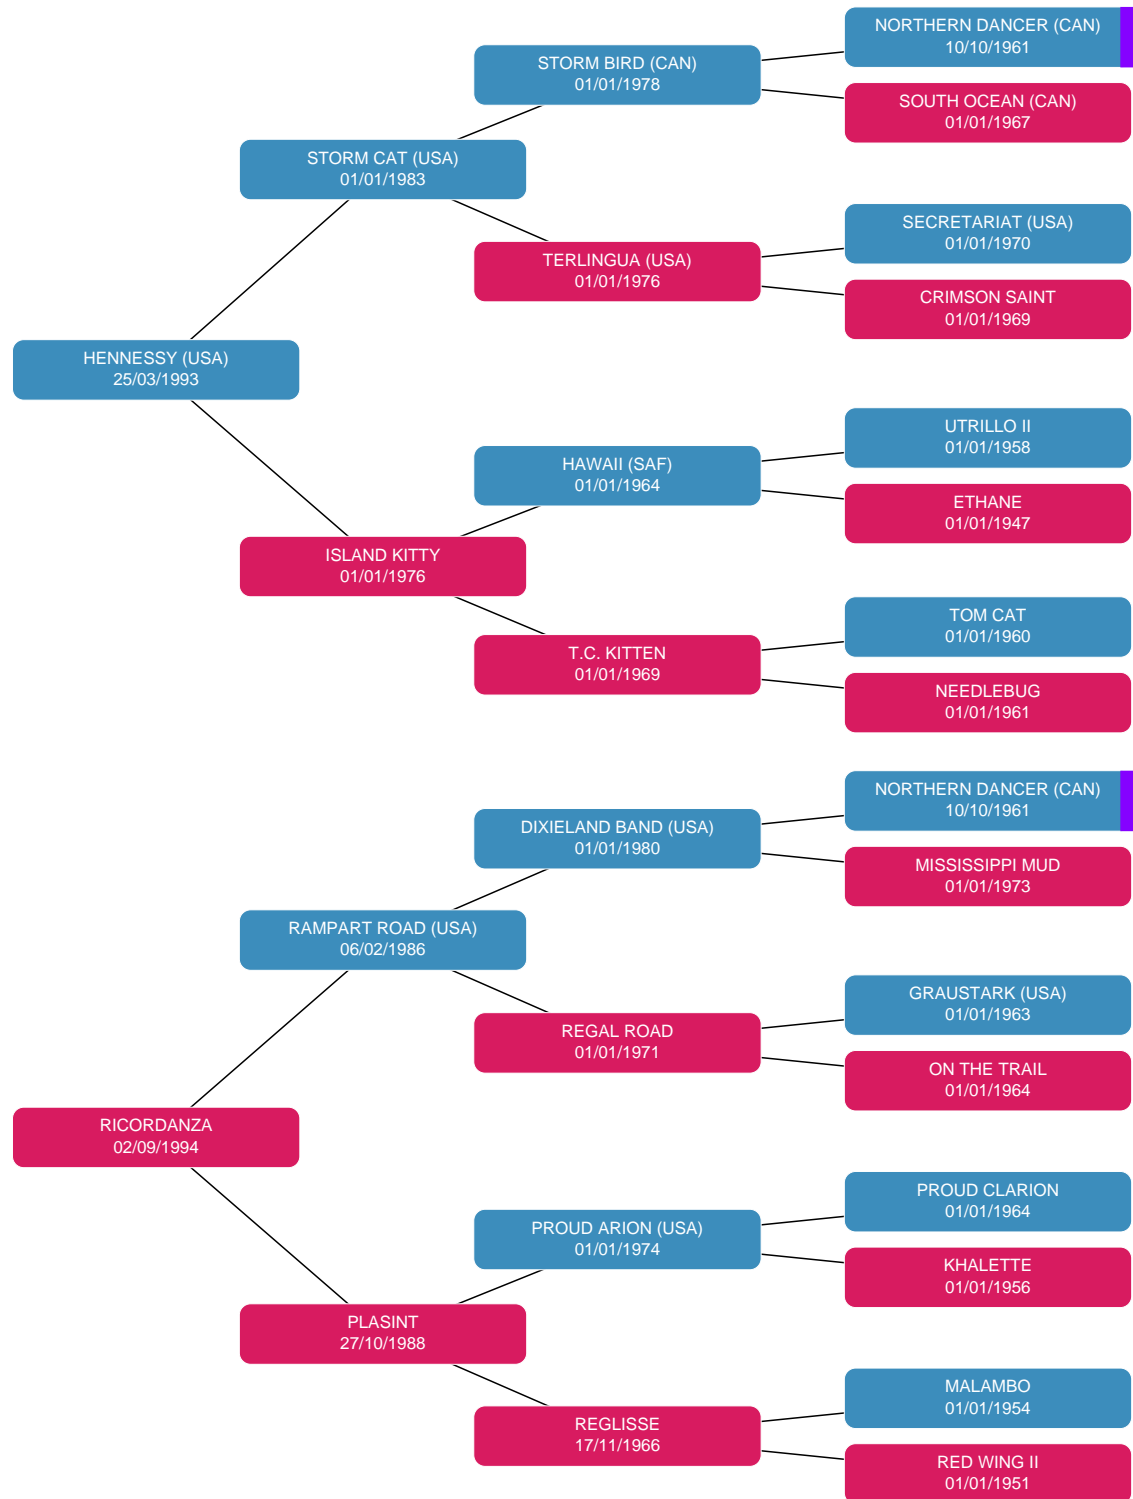 NORTHERN DANCER (CAN)
10/10/1961
STORM BIRD (CAN)
01/01/1978
SOUTH OCEAN (CAN)
01/01/1967
STORM CAT (USA)
01/01/1983
SECRETARIAT (USA)
01/01/1970
TERLINGUA (USA)
01/01/1976
CRIMSON SAINT
01/01/1969
HENNESSY (USA)
25/03/1993
UTRILLO II
01/01/1958
HAWAII (SAF)
01/01/1964
ETHANE
01/01/1947
ISLAND KITTY
01/01/1976
TOM CAT
01/01/1960
T.C. KITTEN
01/01/1969
NEEDLEBUG
01/01/1961
NORTHERN DANCER (CAN)
10/10/1961
DIXIELAND BAND (USA)
01/01/1980
MISSISSIPPI MUD
01/01/1973
RAMPART ROAD (USA)
06/02/1986
GRAUSTARK (USA)
01/01/1963
REGAL ROAD
01/01/1971
ON THE TRAIL
01/01/1964
RICORDANZA
02/09/1994
PROUD CLARION
01/01/1964
PROUD ARION (USA)
01/01/1974
KHALETTE
01/01/1956
PLASINT
27/10/1988
MALAMBO
01/01/1954
REGLISSE
17/11/1966
RED WING II
01/01/1951